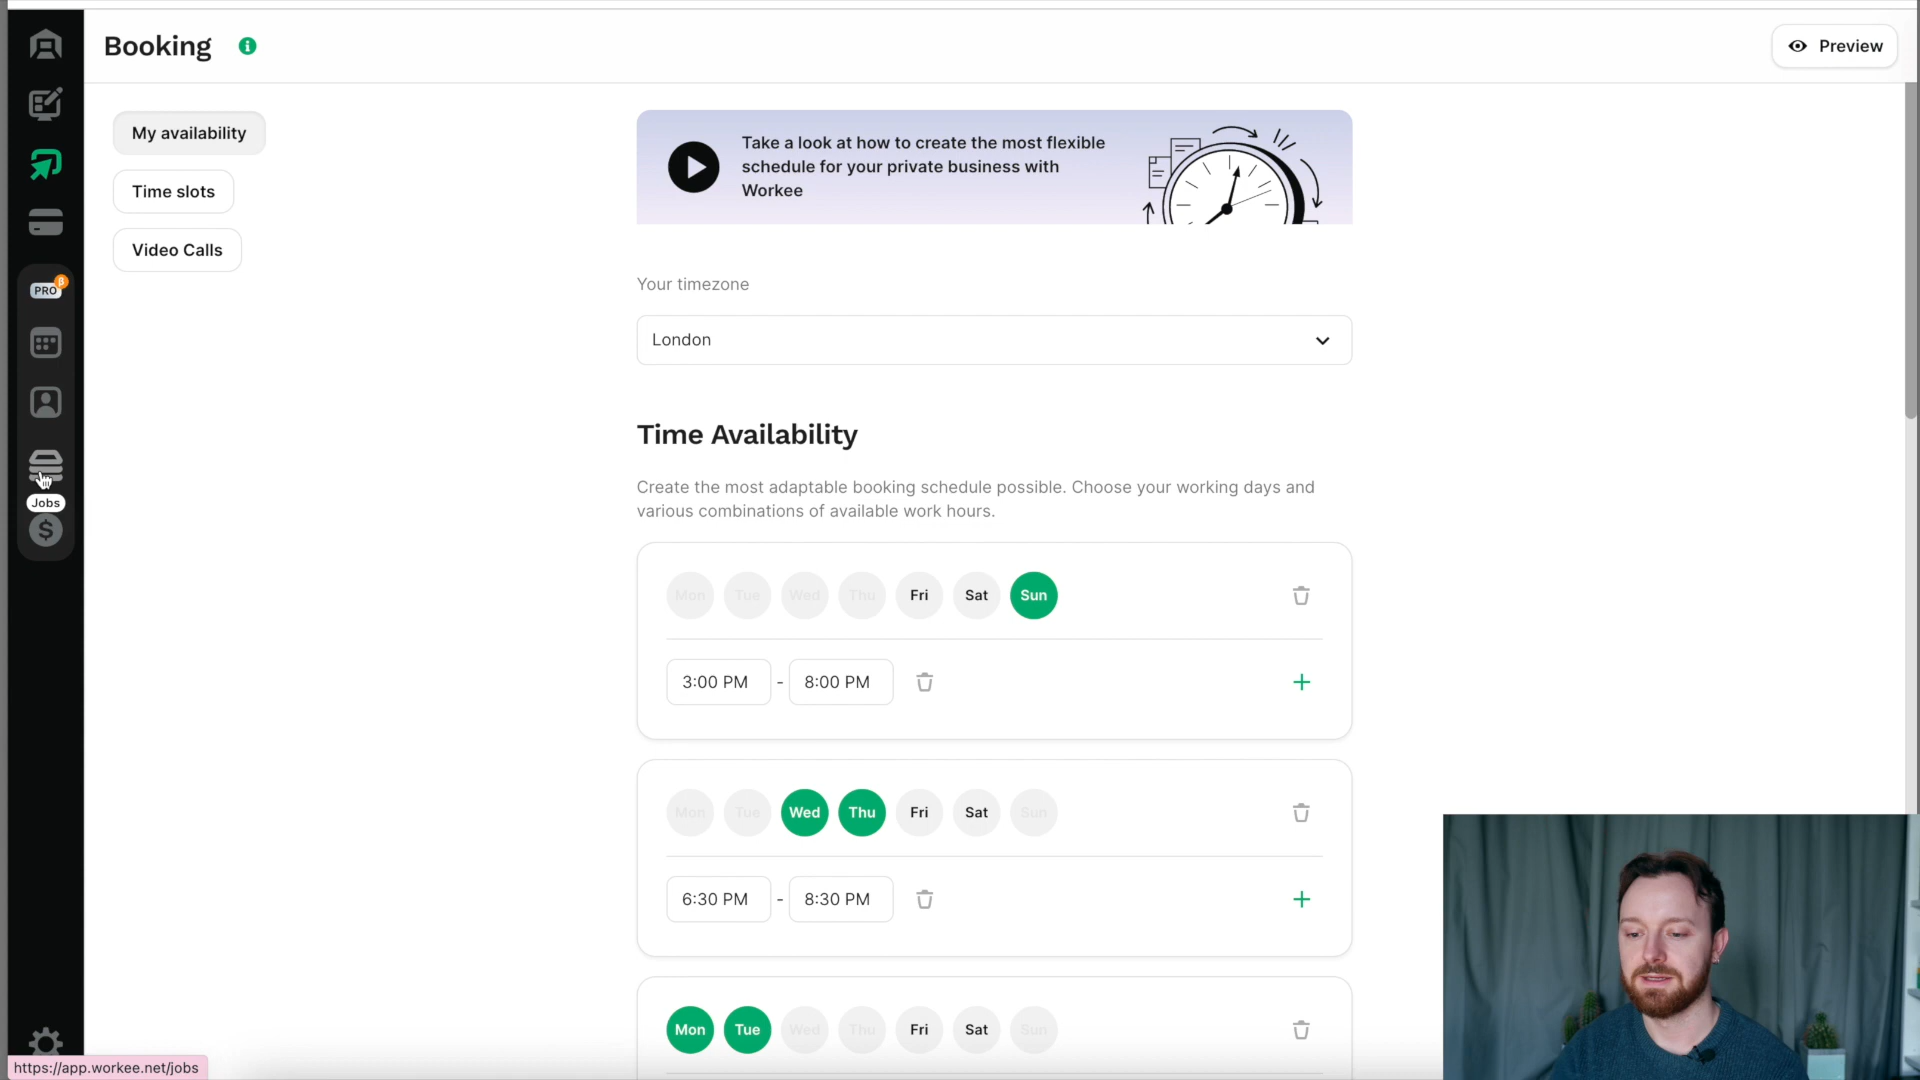 Booking
Preview
My availability
Time slots
Video Calls
PRO
β
Jobs
$
Take a look at how to create the most flexible
schedule for your private business with
Workee
Your timezone
London
Time Availability
Create the most adaptable booking schedule possible. Choose your working days and
various combinations of available work hours.
Mon Tue Wed Thu Fri Sat Sun
3:00 PM - 8:00 PM
Mon Tue Wed Thu Fri Sat Sun
6:30 PM - 8:30 PM
Mon Tue Wed Thu Fri Sat Sun
https://app.workee.net/jobs